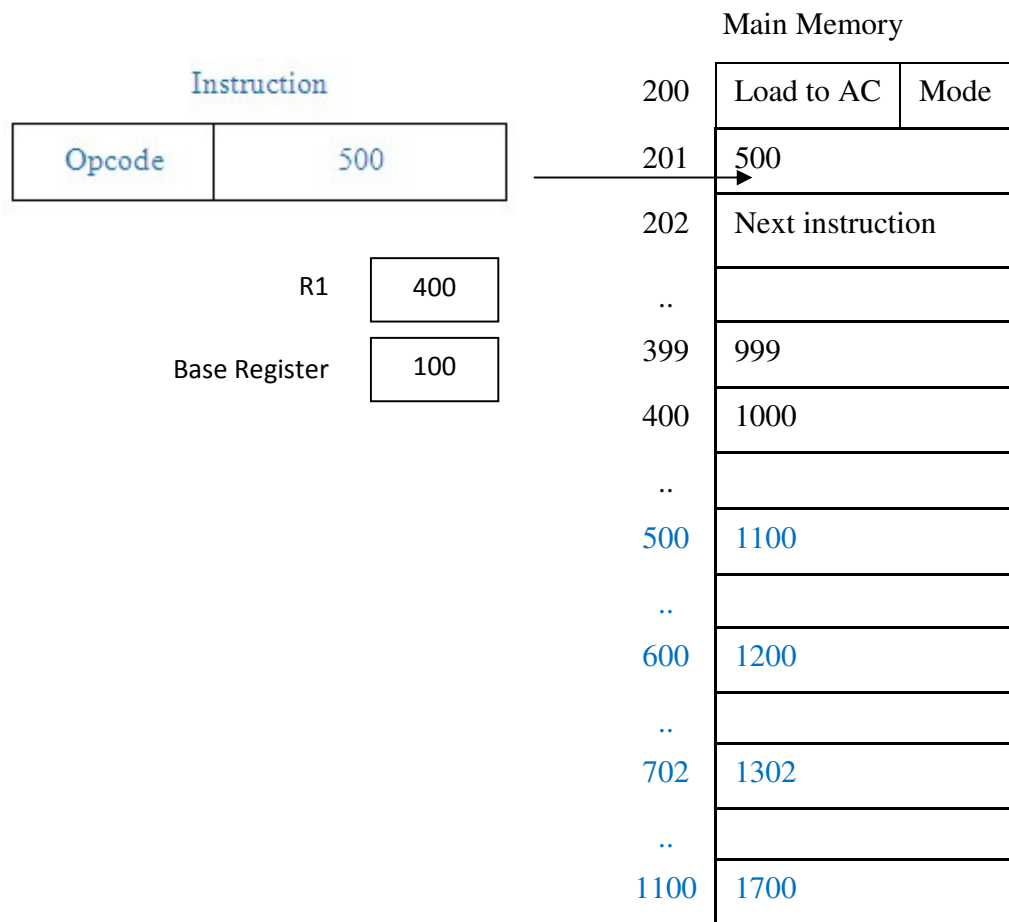 Main Memory
Instruction
Opcode 500
R1 400
Base Register 100
200 Load to AC Mode
201 500
202 Next instruction
..
399 999
400 1000
..
500 1100
..
600 1200
..
702 1302
..
1100 1700